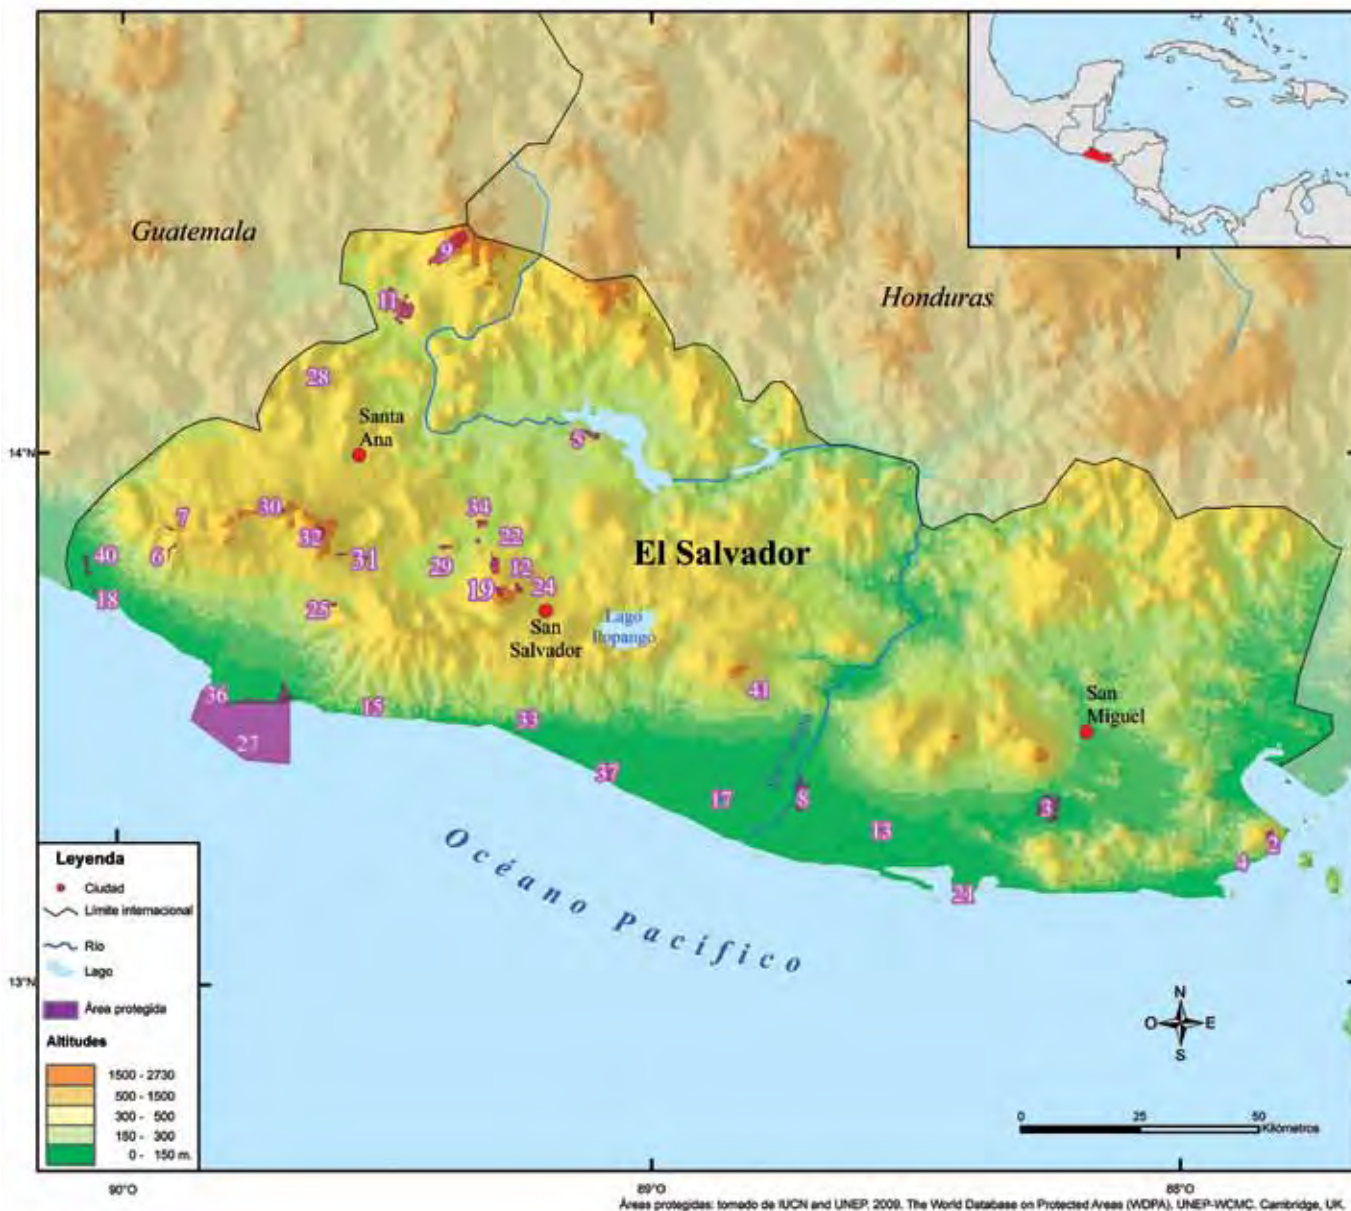 Guatemala
Honduras
9
11
28
Santa
Ana
14°N
5
30
7
34
32
22
El Salvador
40
6
31
29
12
19
24
18
25
San
Salvador
Lago
Ilopango
41
36
15
33
San
Miguel
27
37
17
8
3
13
2
4
21
Océano Pacífico
Leyenda
Ciudad
Límite internacional
Río
Lago
Área protegida
Altitudes
1500 - 2730
500 - 1500
300 - 500
150 - 300
0 - 150 m.
13°N
N
O E
S
0 25 50
Kilómetros
90°O 89°O 88°O
Áreas protegidas: tomado de IUCN and UNEP, 2009, The World Database on Protected Areas (WDPA), UNEP-WCMC. Cambridge, UK.